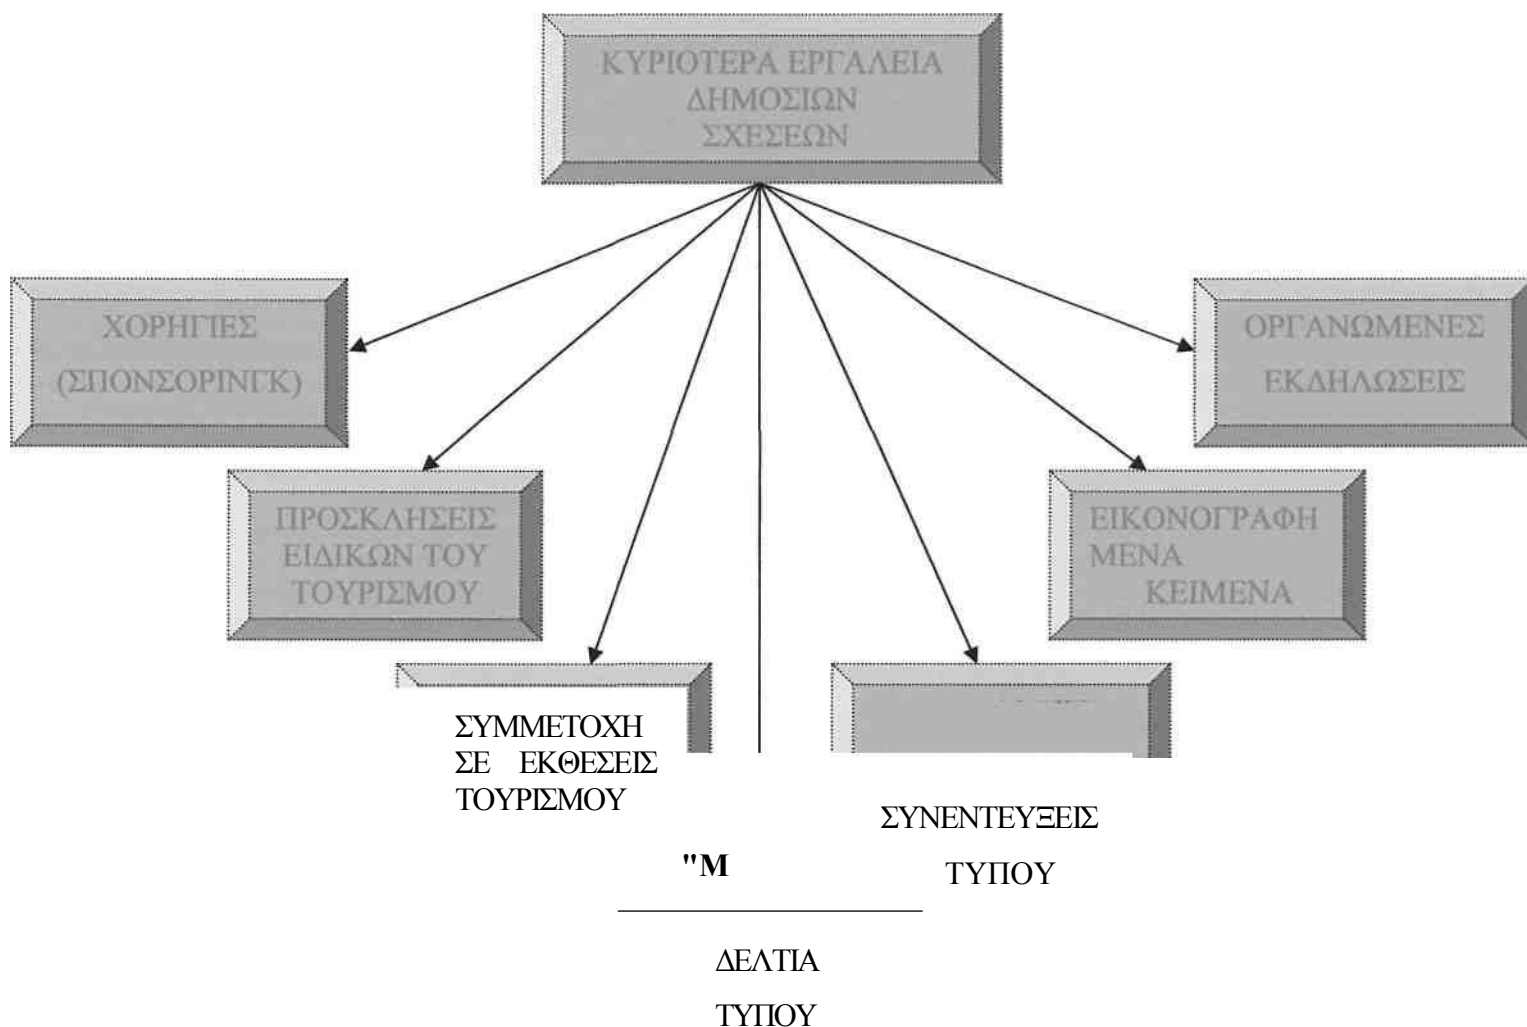 ΚΥΡΙΟΤΕΡΑ ΕΡΓΑΛΕΙΑ
ΔΗΜΟΣΙΩΝ
ΣΧΕΣΕΩΝ
ΧΟΡΗΓΙΕΣ
(ΣΠΟΝΣΟΡΙΝΓΚ)
ΟΡΓΑΝΩΜΕΝΕΣ
ΕΚΔΗΛΩΣΕΙΣ
ΠΡΟΣΚΛΗΣΕΙΣ
ΕΙΔΙΚΩΝ ΤΟΥ
ΤΟΥΡΙΣΜΟΥ
ΕΙΚΟΝΟΓΡΑΦΗ
ΜΕΝΑ
ΚΕΙΜΕΝΑ
ΣΥΜΜΕΤΟΧΗ
ΣΕ ΕΚΘΕΣΕΙΣ
ΤΟΥΡΙΣΜΟΥ
ΣΥΝΕΝΤΕΥΞΕΙΣ
ΤΥΠΟΥ
"Μ
ΔΕΛΤΙΑ
ΤΥΠΟΥ